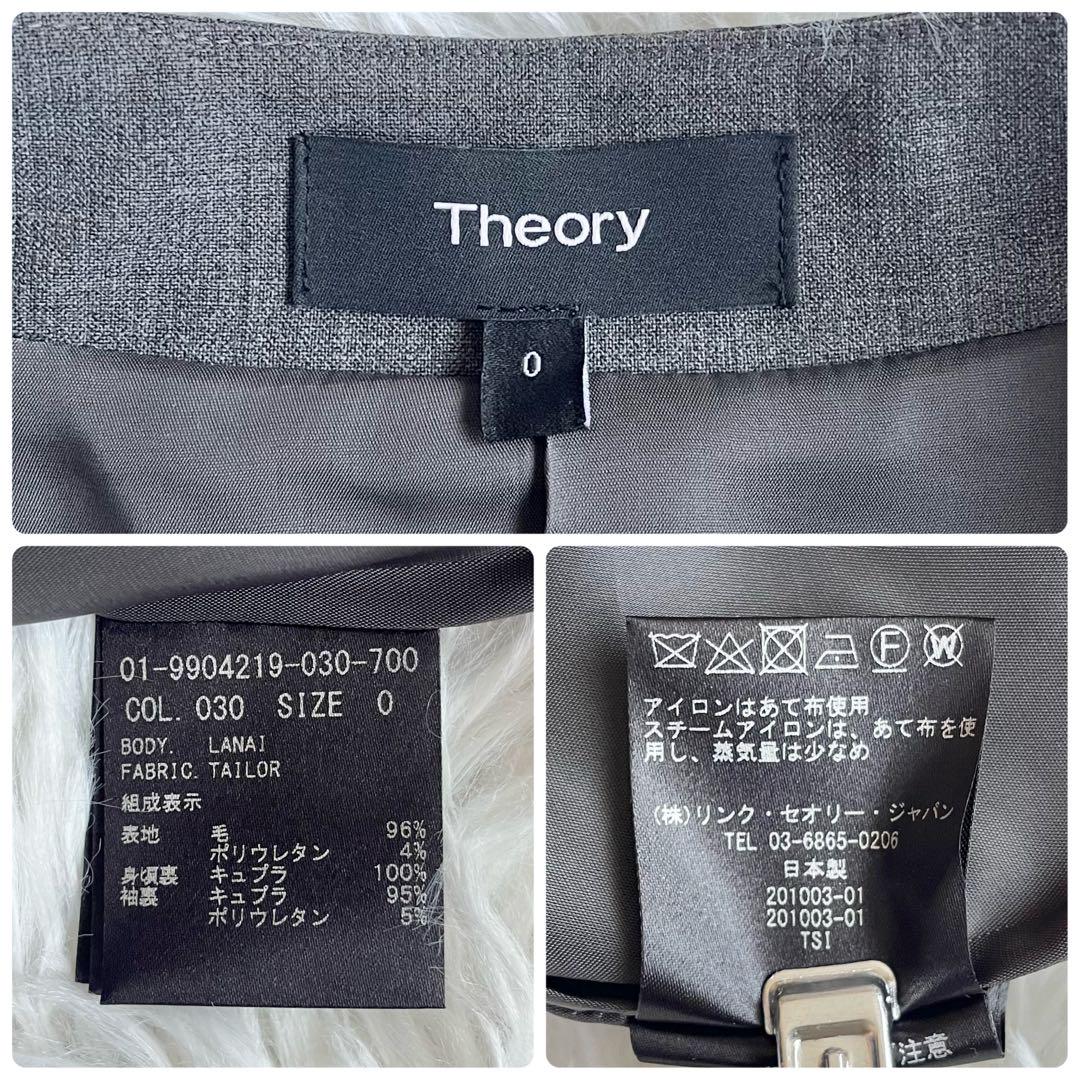 Theory
0
01-9904219-030-700
COL. 030 SIZE 0
BODY. LANAI
FABRIC. TAILOR
組成表示
表地 毛 96%
ポリウレタン 4%
身頃裏 キュプラ 100%
袖裏 キュプラ 95%
ポリウレタン 5%
F W
アイロンはあて布使用
スチームアイロンは、あて布を使
用し、蒸気量は少なめ
(株)リンク・セオリー・ジャパン
TEL 03-6865-0206
日本製
201003-01
201003-01
TSI
注意